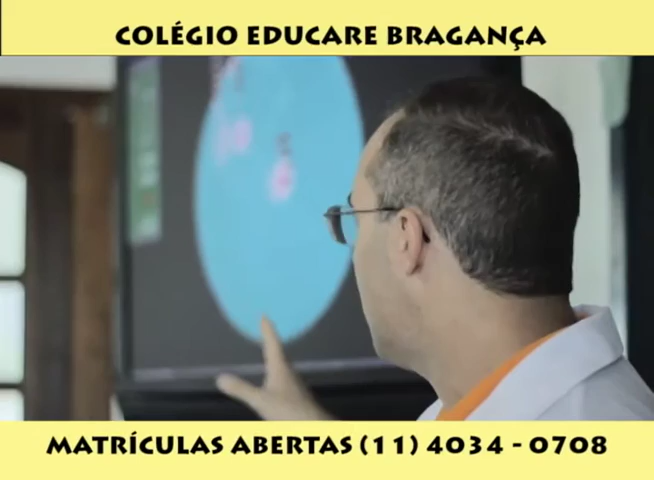 COLÉGIO EDUCARE BRAGANÇA
MATRÍCULAS ABERTAS (11) 4034 - 0708